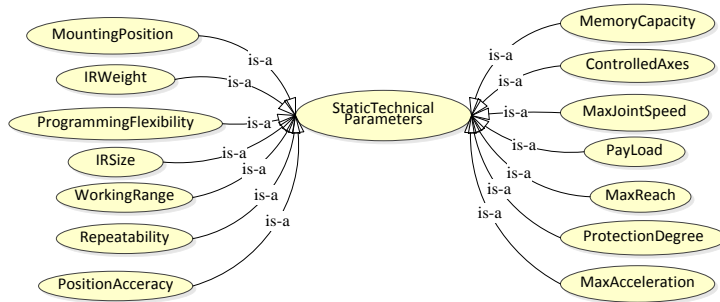 MountingPosition
IRWeight
ProgrammingFlexibility
IRSize
WorkingRange
Repeatability
PositionAcceracy
is-a
is-a
is-a
is-a
is-a
is-a
is-a
StaticTechnical
Parameters
is-a
is-a
is-a
is-a
is-a
is-a
is-a
MemoryCapacity
ControlledAxes
MaxJointSpeed
PayLoad
MaxReach
ProtectionDegree
MaxAcceleration